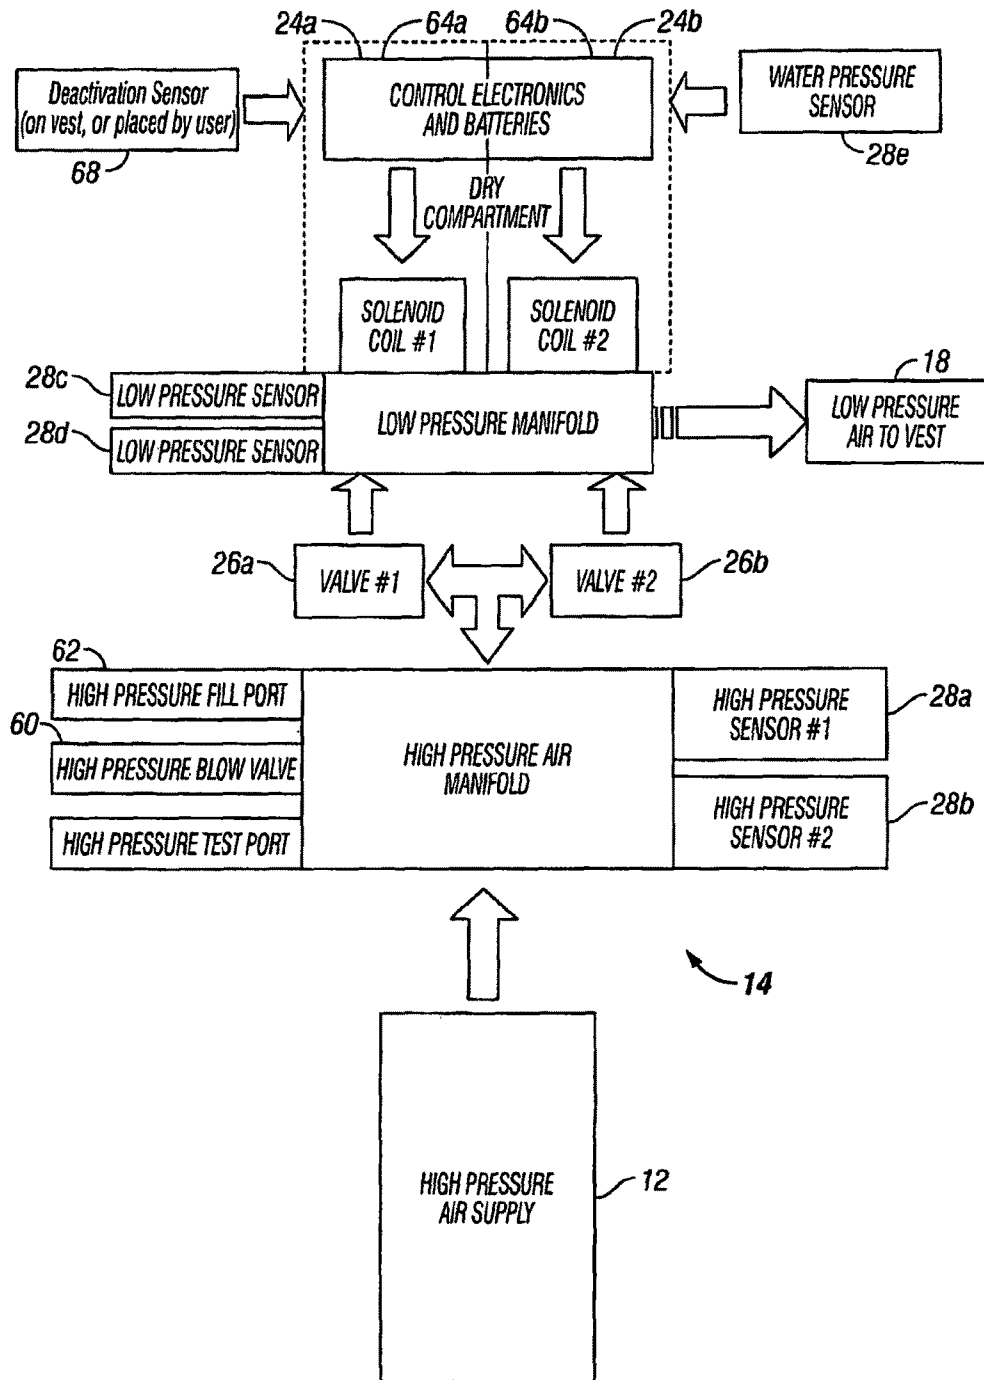 24a 64a 64b 24b
Deactivation Sensor
(on vest, or placed by user)
68
CONTROL ELECTRONICS
AND BATTERIES
WATER PRESSURE
SENSOR
28e
DRY
COMPARTMENT
SOLENOID
COIL #1
SOLENOID
COIL #2
28c
LOW PRESSURE SENSOR
28d
LOW PRESSURE SENSOR
LOW PRESSURE MANIFOLD
18
LOW PRESSURE
AIR TO VEST
26a
VALVE #1
VALVE #2
26b
62
HIGH PRESSURE FILL PORT
60
HIGH PRESSURE BLOW VALVE
HIGH PRESSURE TEST PORT
HIGH PRESSURE AIR
MANIFOLD
HIGH PRESSURE
SENSOR #1
28a
HIGH PRESSURE
SENSOR #2
28b
14
HIGH PRESSURE
AIR SUPPLY
12